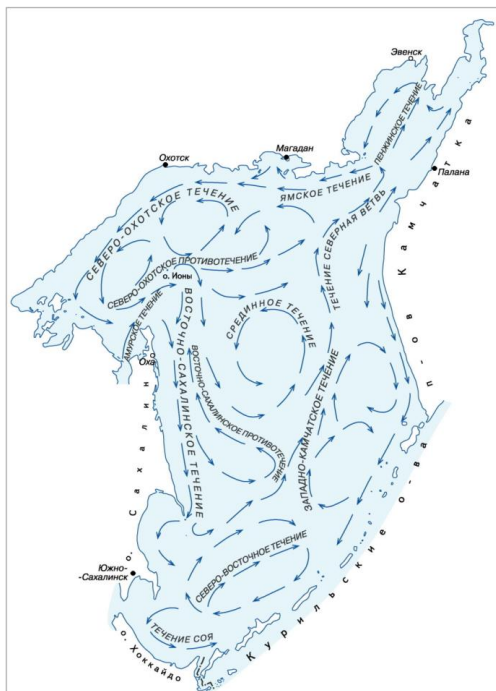 Эвенск
ПЕНЖИНСКОЕ ТЕЧЕНИЕ
Охотск
Магадан
Палана
ЯМСКОЕ ТЕЧЕНИЕ
п-ов Камчатка
СЕВЕРО-ОХОТСКОЕ ТЕЧЕНИЕ
ТЕЧЕНИЕ СЕВЕРНАЯ ВЕТВЬ
СЕВЕРО-ОХОТСКОЕ ПРОТИВОТЕЧЕНИЕ
о. Ионы
АМУРСКОЕ ТЕЧЕНИЕ
ВОСТОЧНО-САХАЛИНСКОЕ ТЕЧЕНИЕ
СРЕДИННОЕ ТЕЧЕНИЕ
Оха
ВОСТОЧНО-САХАЛИНСКОЕ ПРОТИВОТЕЧЕНИЕ
ЗАПАДНО-КАМЧАТСКОЕ ТЕЧЕНИЕ
о. Сахалин
СЕВЕРО-ВОСТОЧНОЕ ТЕЧЕНИЕ
Южно-
-Сахалинск
ТЕЧЕНИЕ СОЯ
о. Хоккайдо
Курильские о-ва